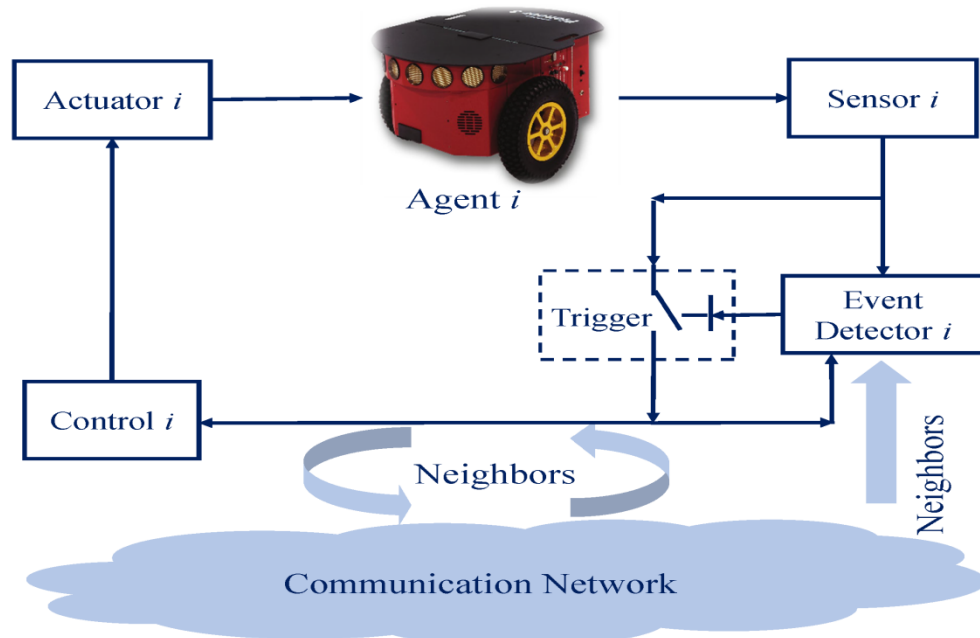 Actuator i
Sensor i
Agent i
Trigger
Event
Detector i
Control i
Neighbors
Neighbors
Communication Network